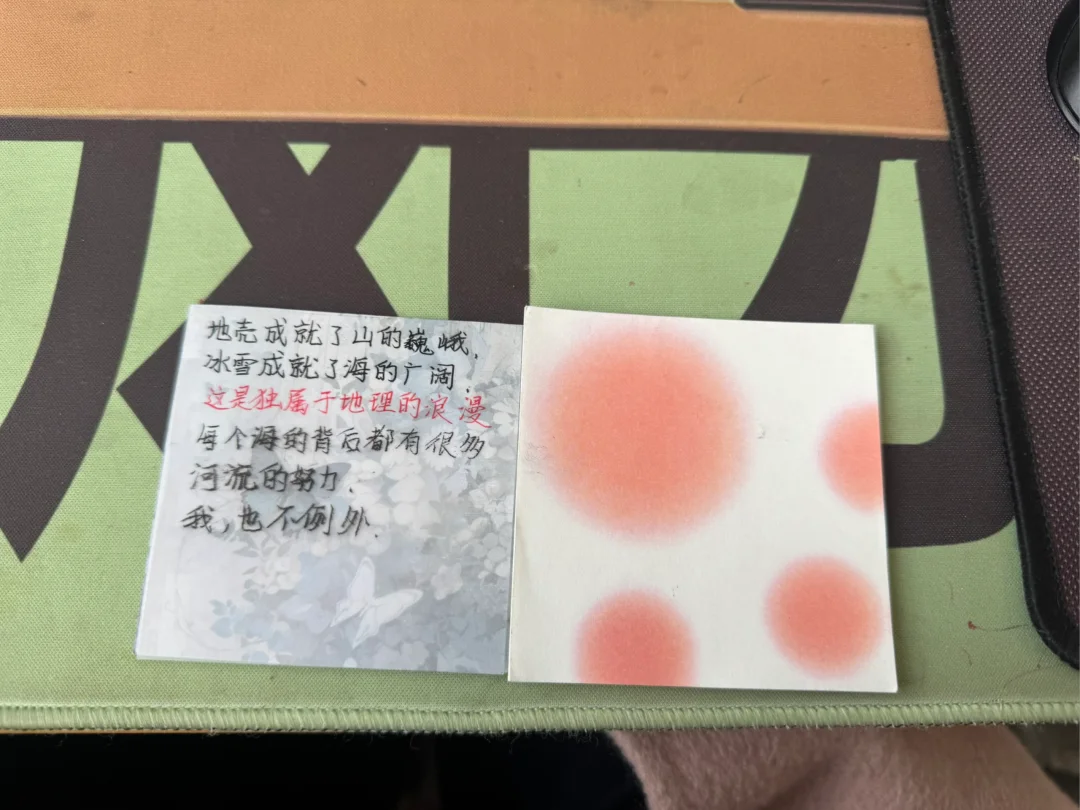 地壳成就了山的巍峨，
冰雪成就了海的广阔.
这是独属于地理的浪漫
每个海的背后都有很多
河流的努力.
我，也不例外.